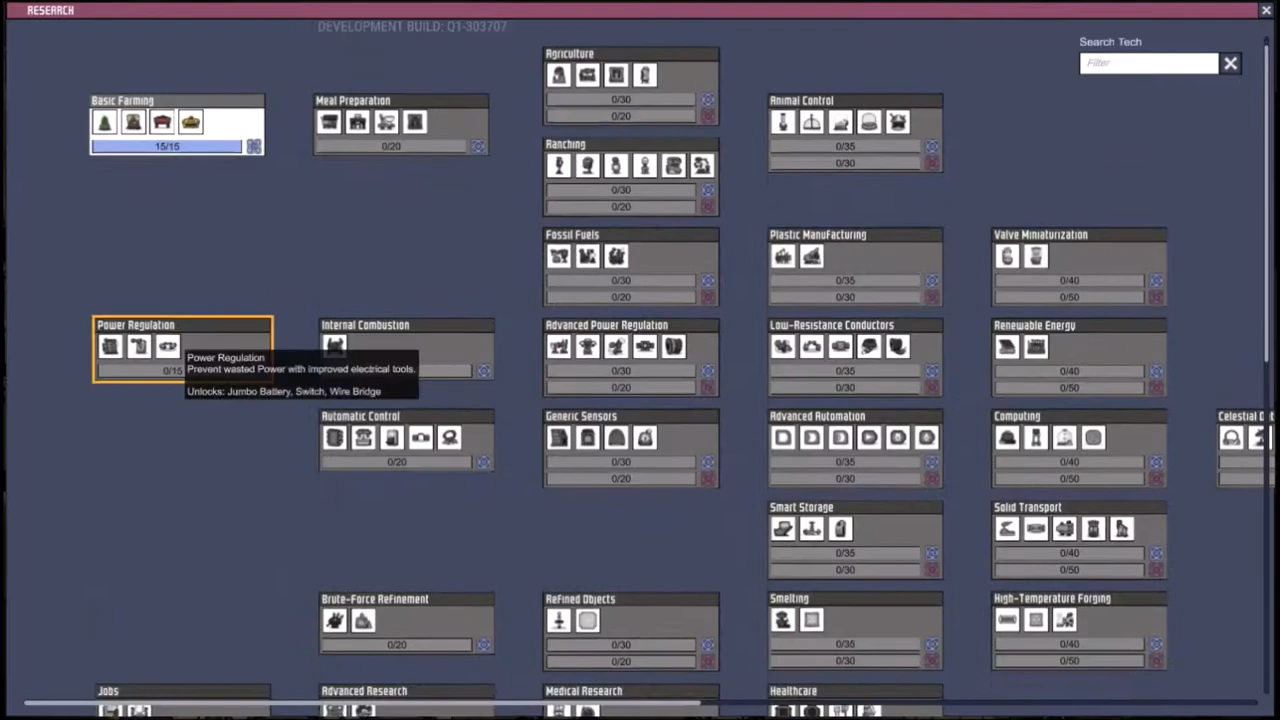 RESEARCH
DEVELOPMENT BUILD: Q1-303707
Search Tech
Filter
Agriculture
0/30
0/20
Basic Farming
15/15
Meal Preparation
0/20
Animal Control
0/35
0/30
Ranching
0/30
0/20
Fossil Fuels
0/30
0/20
Plastic Manufacturing
0/35
0/30
Valve Miniaturization
0/40
0/50
Power Regulation
0/15
Power Regulation
Prevent wasted Power with improved electrical tools.
Unlocks: Jumbo Battery, Switch, Wire Bridge
Internal Combustion
Advanced Power Regulation
0/30
0/20
Low-Resistance Conductors
0/35
0/30
Renewable Energy
0/40
0/50
Automatic Control
0/20
Generic Sensors
0/30
0/20
Advanced Automation
0/35
0/30
Computing
0/40
0/50
Celestial Det
Smart Storage
0/35
0/30
Solid Transport
0/40
0/50
Brute-Force Refinement
0/20
Refined Objects
0/30
0/20
Smelting
0/35
0/30
High-Temperature Forging
0/40
0/50
Jobs
Advanced Research
Medical Research
Healthcare